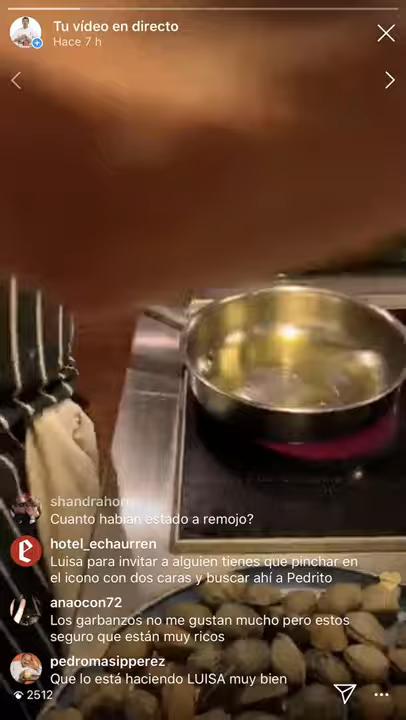 Tu vídeo en directo
Hace 7 h
shandrahor
Cuanto habian estado a remojo?
hotel_echaurren
Luisa para invitar a alguien tienes que pinchar en
el icono con dos caras y buscar ahí a Pedrito
anaocon72
Los garbanzos no me gustan mucho pero estos
seguro que están muy ricos
pedromasipperez
Que lo está haciendo LUISA muy bien
2512